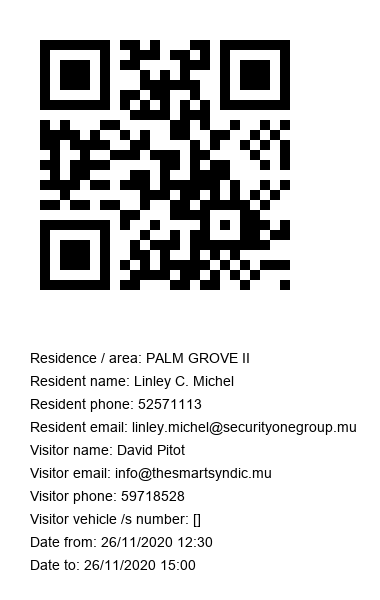 Residence / area: PALM GROVE II
Resident name: Linley C. Michel
Resident phone: 52571113
Resident email: linley.michel@securityonegroup.mu
Visitor name: David Pitot
Visitor email: info@thesmartsyndic.mu
Visitor phone: 59718528
Visitor vehicle /s number: []
Date from: 26/11/2020 12:30
Date to: 26/11/2020 15:00